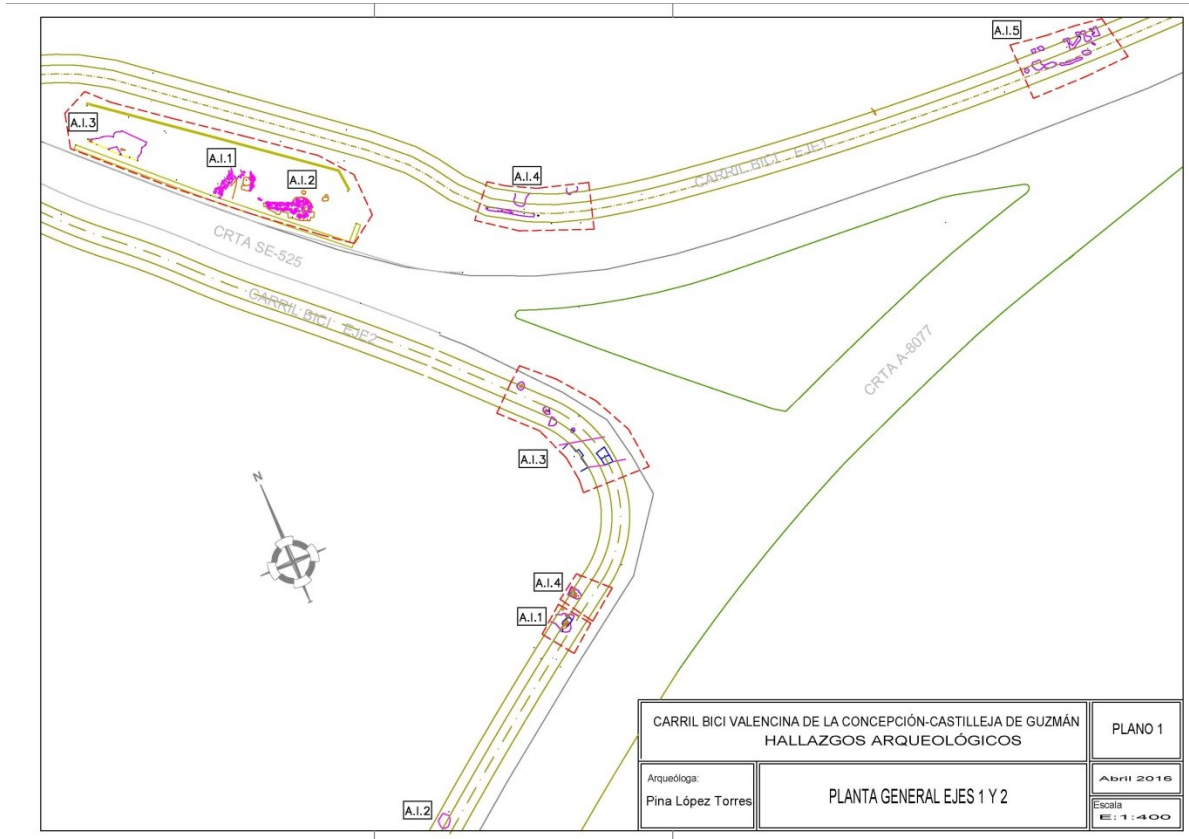 A.I.5
A.I.3
A.I.1
A.I.2
A.I.4
CARRIL BICI EJE1
CRTA SE-525
CARRIL BICI EJE2
CRTA A-8077
A.I.3
N
A.I.4
A.I.1
A.I.2
CARRIL BICI VALENCINA DE LA CONCEPCIÓN-CASTILLEJA DE GUZMÁN
HALLAZGOS ARQUEOLÓGICOS
PLANO 1
Arqueóloga:
Pina López Torres
PLANTA GENERAL EJES 1 Y 2
Abril 2016
Escala
E: 1:400